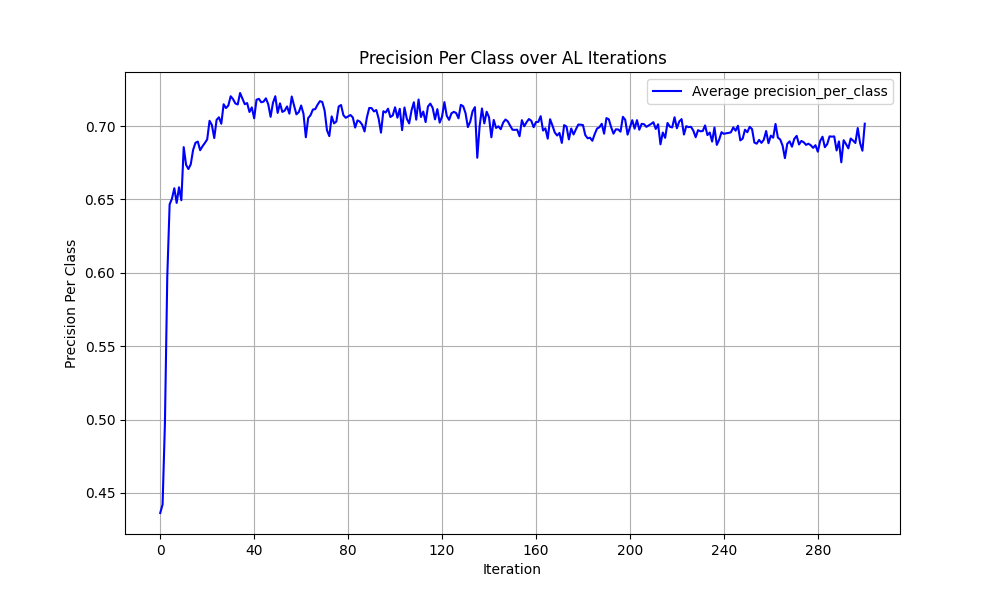 Precision Per Class over AL Iterations
Average precision_per_class
Precision Per Class
0.70
0.65
0.60
0.55
0.50
0.45
0 40 80 120 160 200 240 280
Iteration